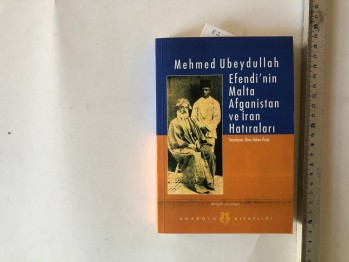 Mehmed Ubeydullah
Efendi'nin
Malta
Afganistan
ve İran
Hatıraları
ANADOLU KİTAPLIĞI